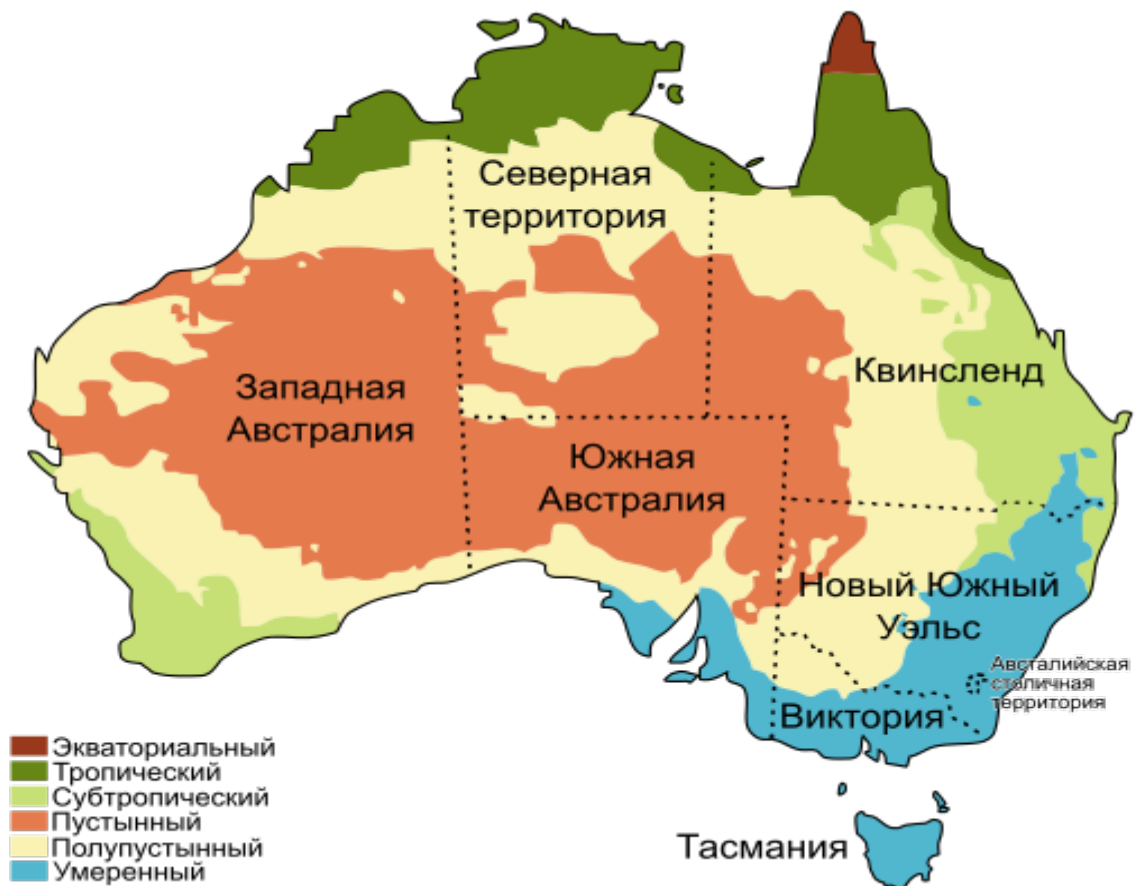 Северная
территория
Западная
Австралия
Квинсленд
Южная
Австралия
Новый Южный
Уэльс
Австалийская
столичная
территория
Виктория
Тасмания
Экваториальный
Тропический
Субтропический
Пустынный
Полупустынный
Умеренный